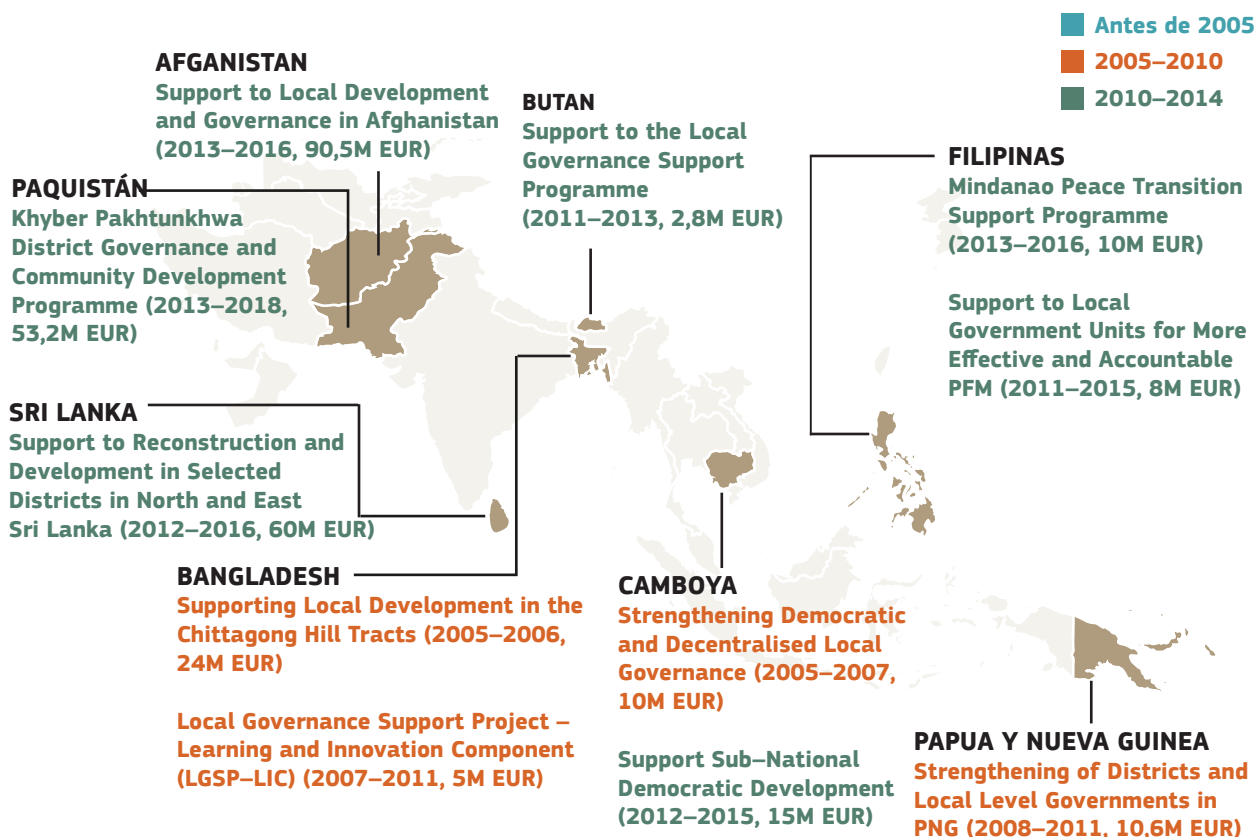 Antes de 2005
2005–2010
2010–2014
AFGANISTAN
Support to Local Development
and Governance in Afghanistan
(2013–2016, 90,5M EUR)
BUTAN
Support to the Local
Governance Support
Programme
(2011–2013, 2,8M EUR)
FILIPINAS
Mindanao Peace Transition
Support Programme
(2013–2016, 10M EUR)
Support to Local
Government Units for More
Effective and Accountable
PFM (2011–2015, 8M EUR)
PAQUISTÁN
Khyber Pakhtunkhwa
District Governance and
Community Development
Programme (2013–2018,
53,2M EUR)
SRI LANKA
Support to Reconstruction and
Development in Selected
Districts in North and East
Sri Lanka (2012–2016, 60M EUR)
BANGLADESH
Supporting Local Development in the
Chittagong Hill Tracts (2005–2006,
24M EUR)
Local Governance Support Project –
Learning and Innovation Component
(LGSP–LIC) (2007–2011, 5M EUR)
CAMBOYA
Strengthening Democratic
and Decentralised Local
Governance (2005–2007,
10M EUR)
Support Sub–National
Democratic Development
(2012–2015, 15M EUR)
PAPUA Y NUEVA GUINEA
Strengthening of Districts and
Local Level Governments in
PNG (2008–2011, 10,6M EUR)